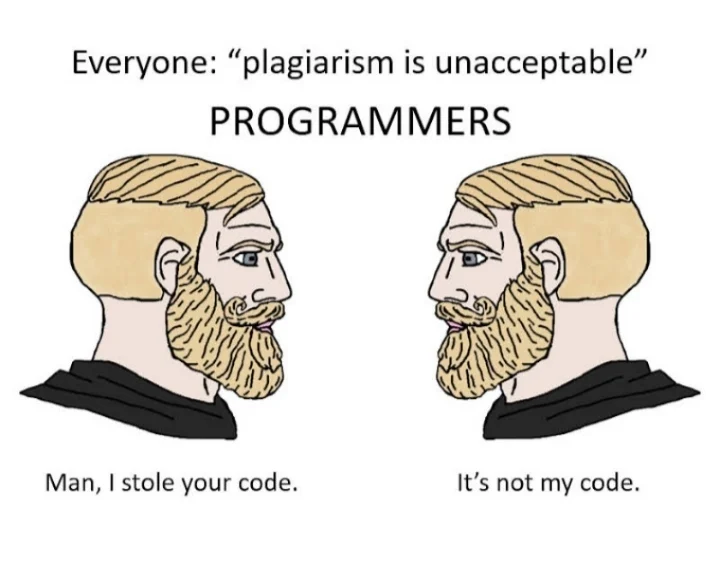 Everyone: “plagiarism is unacceptable”
PROGRAMMERS
Man, I stole your code.
It’s not my code.